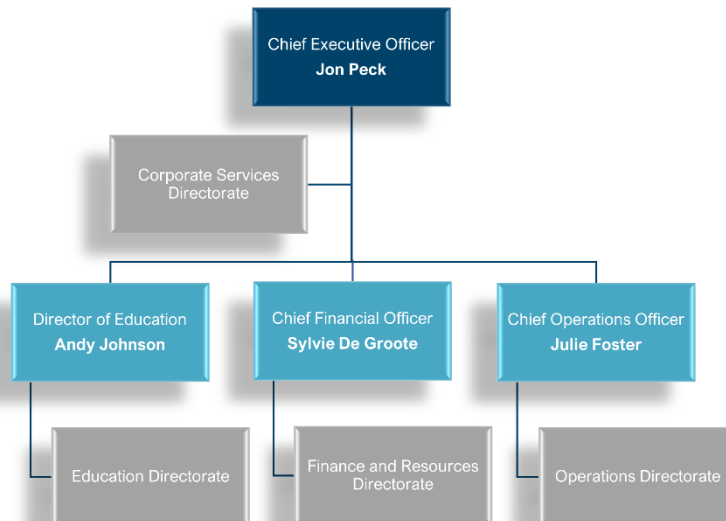 Chief Executive Officer
Jon Peck
Corporate Services
Directorate
Director of Education
Andy Johnson
Chief Financial Officer
Sylvie De Groote
Chief Operations Officer
Julie Foster
Education Directorate
Finance and Resources
Directorate
Operations Directorate